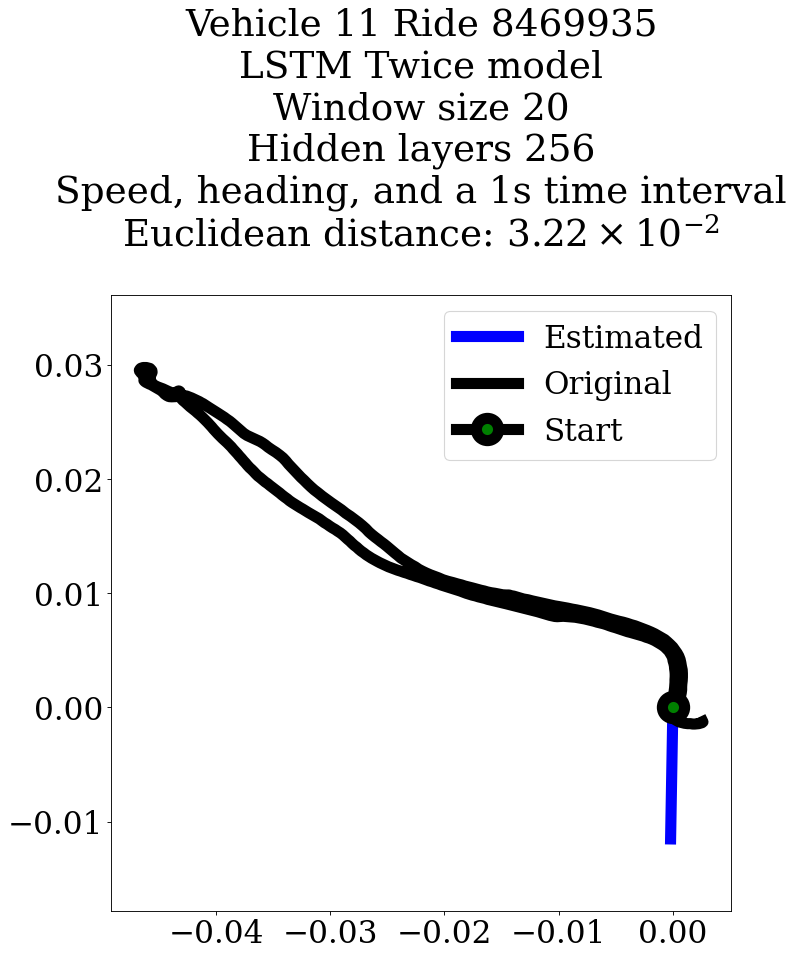 Vehicle 11 Ride 8469935
LSTM Twice model
Window size 20
Hidden layers 256
Speed, heading, and a 1s time interval
Euclidean distance: 3.22 × 10⁻²
Estimated
Original
Start
0.03
0.02
0.01
0.00
−0.01
−0.04 −0.03 −0.02 −0.01 0.00